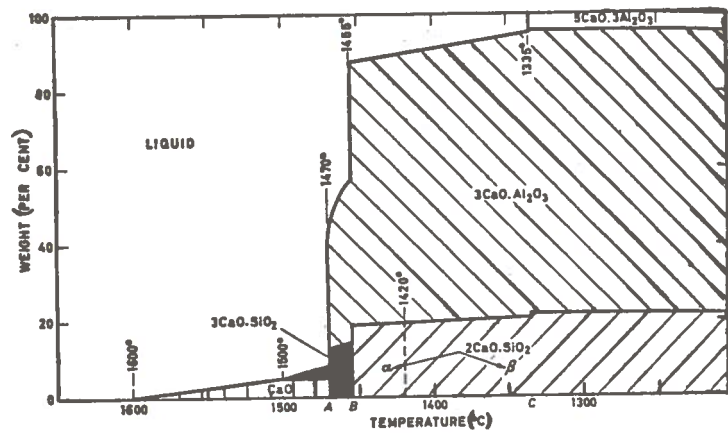 100
80
60
40
20
0
WEIGHT (PER CENT)
LIQUID
1455°
1335°
5CaO.3Al₂O₃
1470°
3CaO.Al₂O₃
3CaO.SiO₂
1420°
2CaO.SiO₂
α
β
1600°
1500°
CaO
1600
1500
A
B
1400
C
1300
TEMPERATURE (°C)